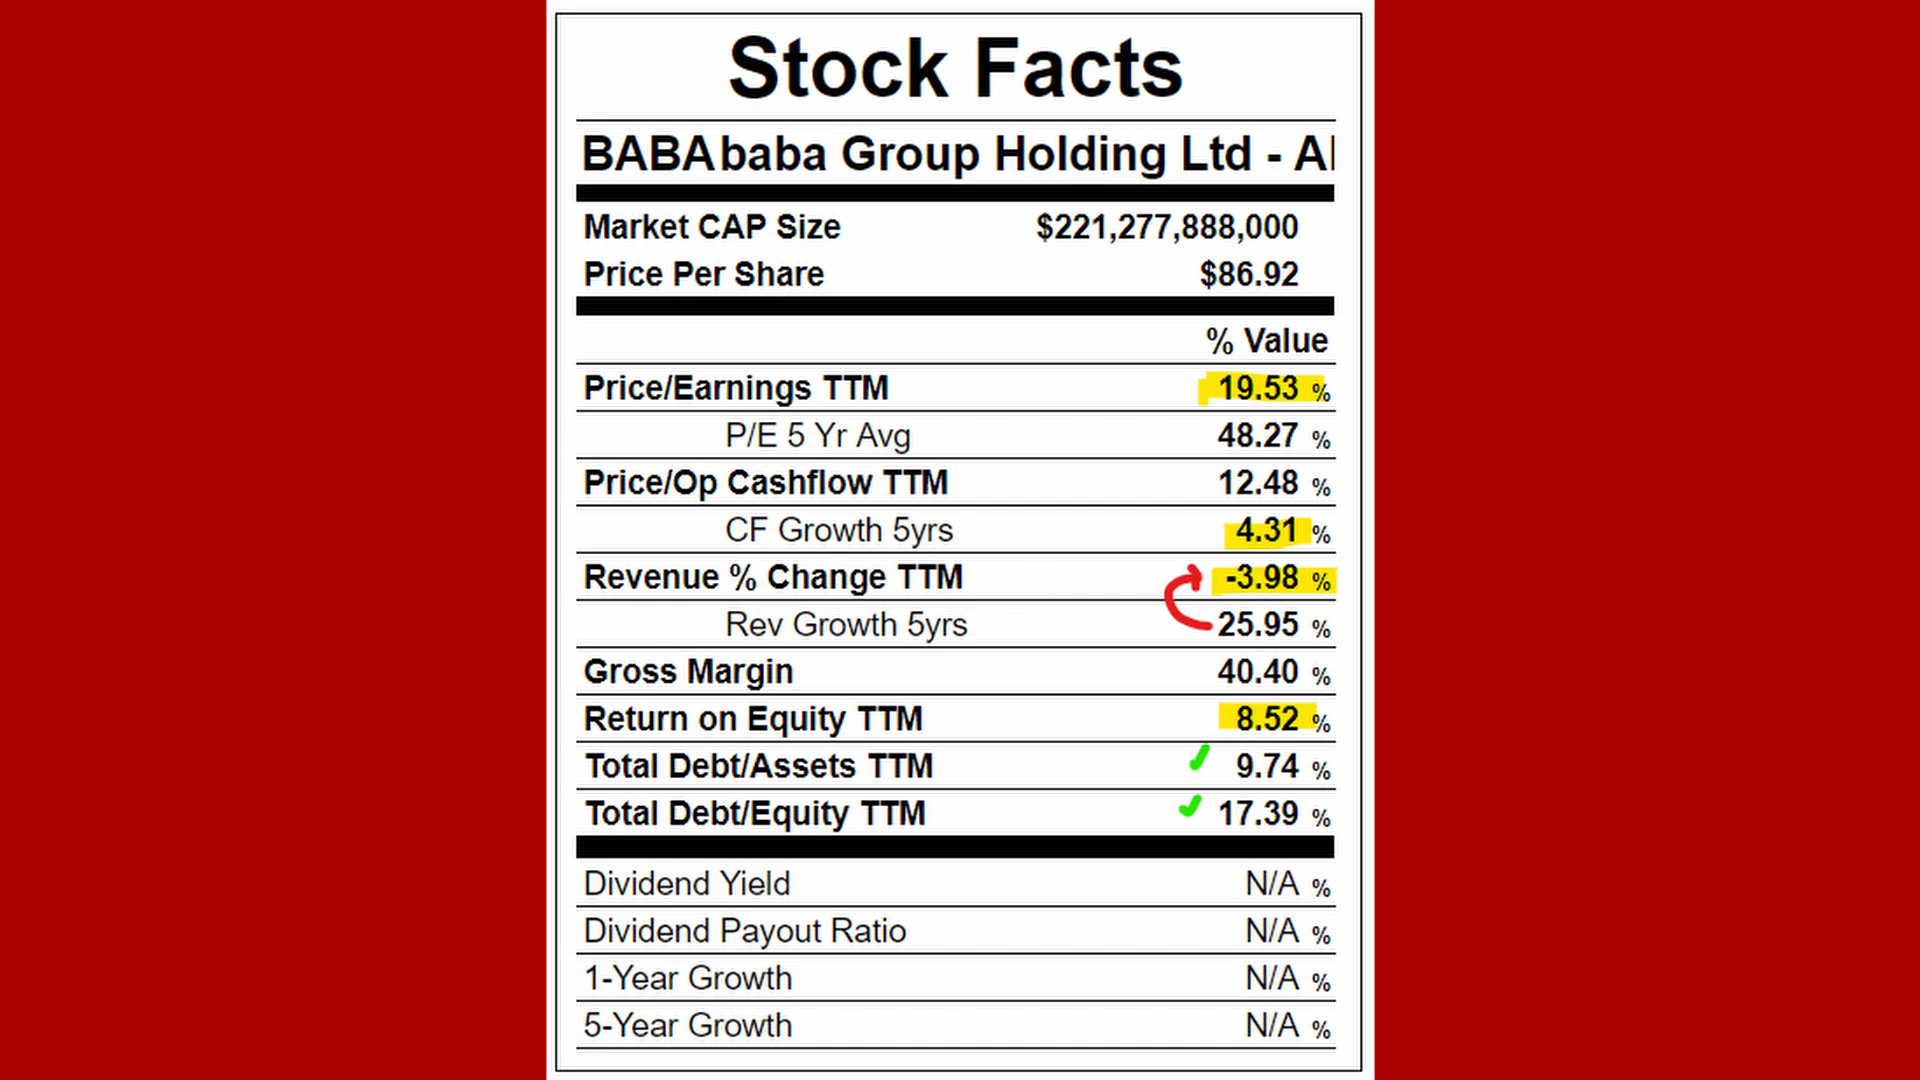 Stock Facts
BABAbaba Group Holding Ltd - A
Market CAP Size $221,277,888,000
Price Per Share $86.92
% Value
Price/Earnings TTM 19.53 %
P/E 5 Yr Avg 48.27 %
Price/Op Cashflow TTM 12.48 %
CF Growth 5yrs 4.31 %
Revenue % Change TTM -3.98 %
Rev Growth 5yrs 25.95 %
Gross Margin 40.40 %
Return on Equity TTM 8.52 %
Total Debt/Assets TTM 9.74 %
Total Debt/Equity TTM 17.39 %
Dividend Yield N/A %
Dividend Payout Ratio N/A %
1-Year Growth N/A %
5-Year Growth N/A %